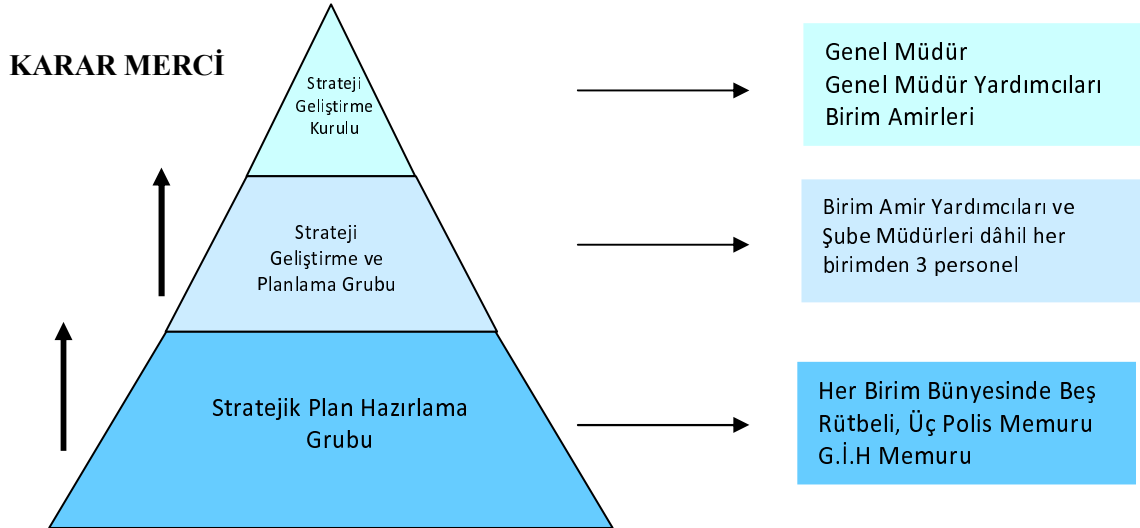 KARAR MERCİ
Strateji
Geliştirme
Kurulu
Genel Müdür
Genel Müdür Yardımcıları
Birim Amirleri
Strateji
Geliştirme ve
Planlama Grubu
Birim Amir Yardımcıları ve
Şube Müdürleri dâhil her
birimden 3 personel
Stratejik Plan Hazırlama
Grubu
Her Birim Bünyesinde Beş
Rütbeli, Üç Polis Memuru
G.İ.H Memuru